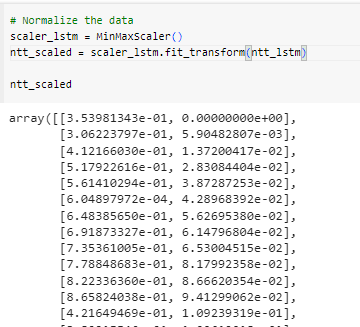 # Normalize the data
scaler_lstm = MinMaxScaler()
ntt_scaled = scaler_lstm.fit_transform(ntt_lstm)
ntt_scaled
array([[3.53981343e-01, 0.00000000e+00],
[3.06223797e-01, 5.90482807e-03],
[4.12166030e-01, 1.37200417e-02],
[5.17922616e-01, 2.83084404e-02],
[5.61410294e-01, 3.87287253e-02],
[6.04897972e-04, 4.28968392e-02],
[6.48385650e-01, 5.62695380e-02],
[6.91873327e-01, 6.14796804e-02],
[7.35361005e-01, 6.53004515e-02],
[7.78848683e-01, 8.17992358e-02],
[8.22336360e-01, 8.66620354e-02],
[8.65824038e-01, 9.41299062e-02],
[4.21649469e-01, 1.09239319e-01],